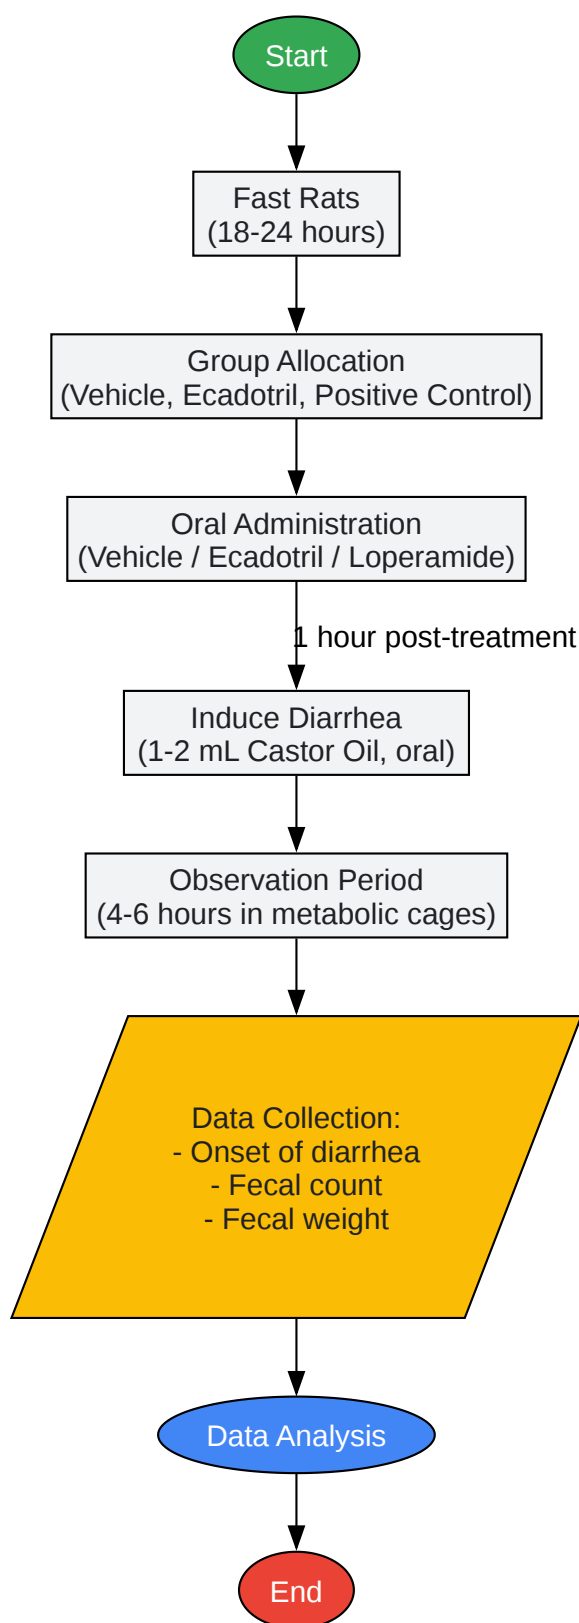 Start
Fast Rats
(18-24 hours)
Group Allocation
(Vehicle, Ecadotril, Positive Control)
Oral Administration
(Vehicle / Ecadotril / Loperamide)
1 hour post-treatment
Induce Diarrhea
(1-2 mL Castor Oil, oral)
Observation Period
(4-6 hours in metabolic cages)
Data Collection:
- Onset of diarrhea
- Fecal count
- Fecal weight
Data Analysis
End